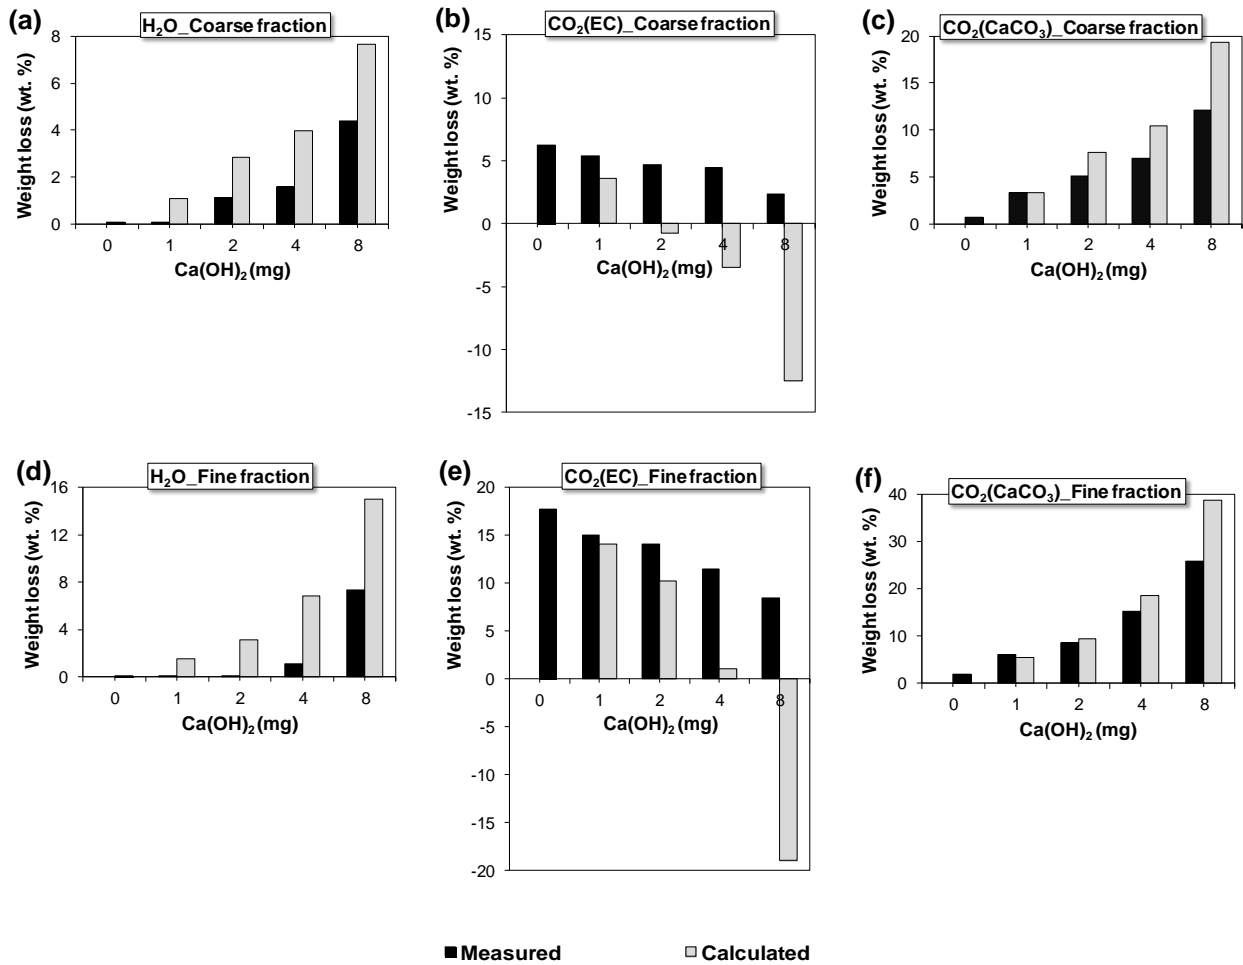 (a)
H₂O_Coarse fraction
Weight loss (wt. %)
8
6
4
2
0
0 1 2 4 8
Ca(OH)₂ (mg)
(b)
CO₂(EC)_Coarse fraction
Weight loss (wt. %)
15
10
5
0
-5
-10
-15
0 1 2 4 8
Ca(OH)₂ (mg)
(c)
CO₂(CaCO₃)_Coarse fraction
Weight loss (wt. %)
20
15
10
5
0
0 1 2 4 8
Ca(OH)₂ (mg)
(d)
H₂O_Fine fraction
Weight loss (wt. %)
16
12
8
4
0
0 1 2 4 8
Ca(OH)₂ (mg)
(e)
CO₂(EC)_Fine fraction
Weight loss (wt. %)
20
15
10
5
0
-5
-10
-15
-20
0 1 2 4 8
Ca(OH)₂ (mg)
(f)
CO₂(CaCO₃)_Fine fraction
Weight loss (wt. %)
40
30
20
10
0
0 1 2 4 8
Ca(OH)₂ (mg)
Measured
Calculated